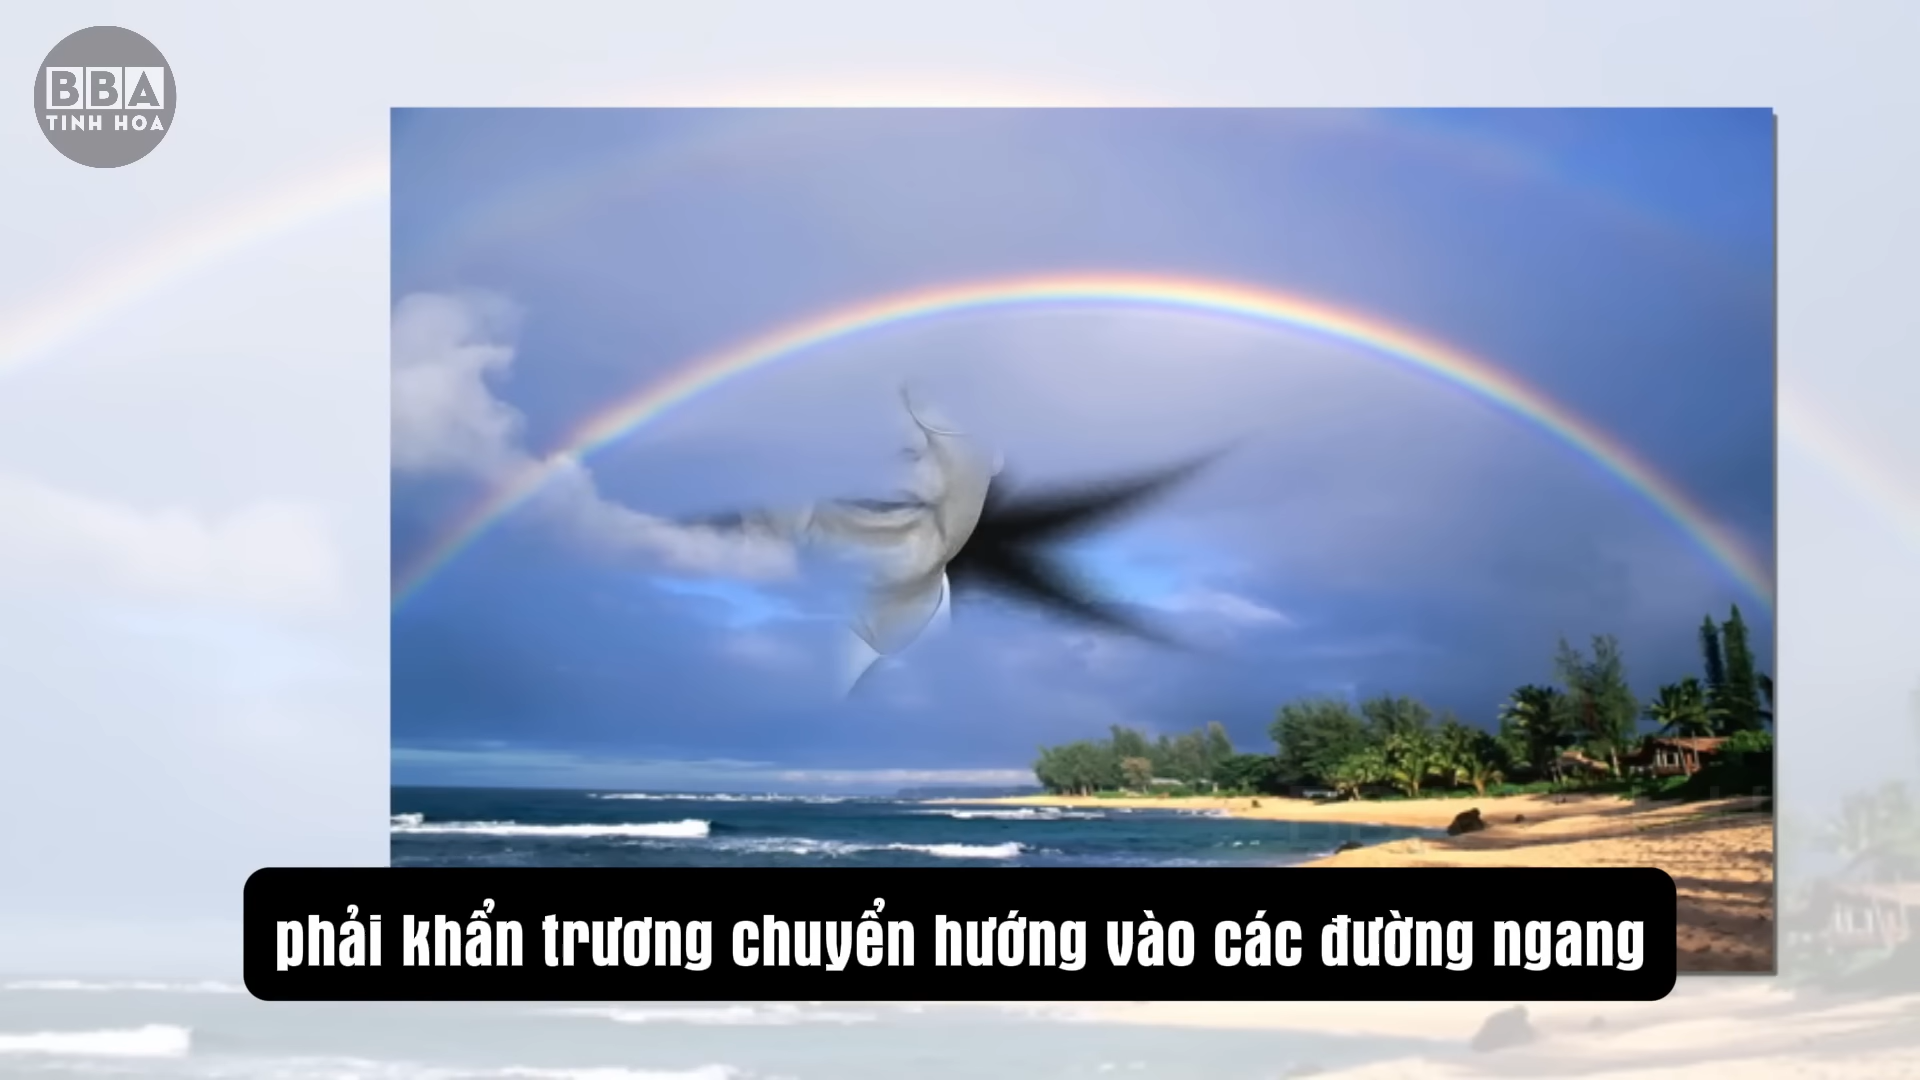 BBA
TINH HOA
phải khẩn trương chuyển hướng vào các đường ngang